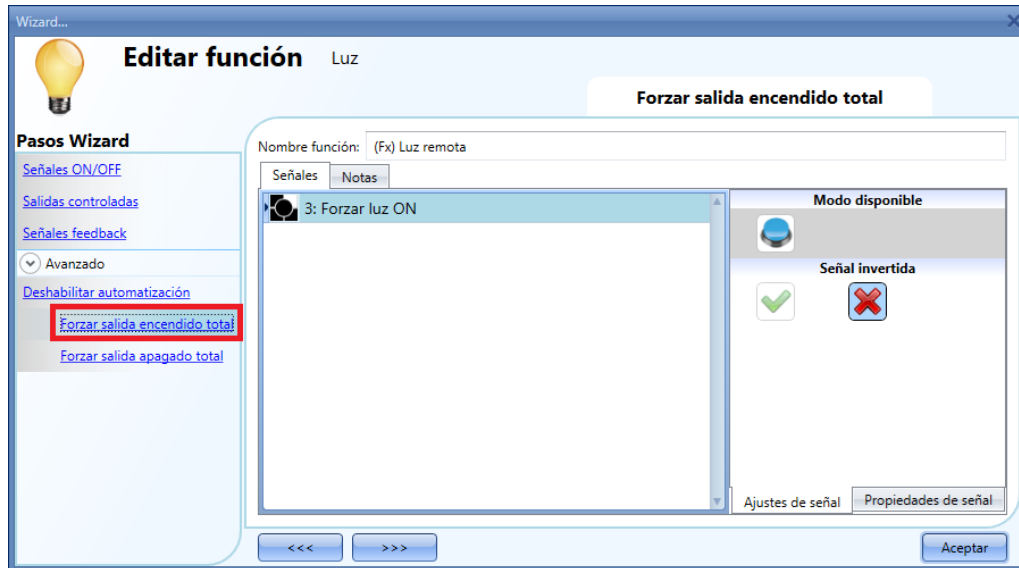 Wizard...
Editar función Luz
Forzar salida encendido total
Pasos Wizard
Señales ON/OFF
Salidas controladas
Señales feedback
Avanzado
Deshabilitar automatización
Forzar salida encendido total
Forzar salida apagado total
Nombre función: (Fx) Luz remota
Señales Notas
3: Forzar luz ON
Modo disponible
Señal invertida
Ajustes de señal Propiedades de señal
<<< >>> Aceptar